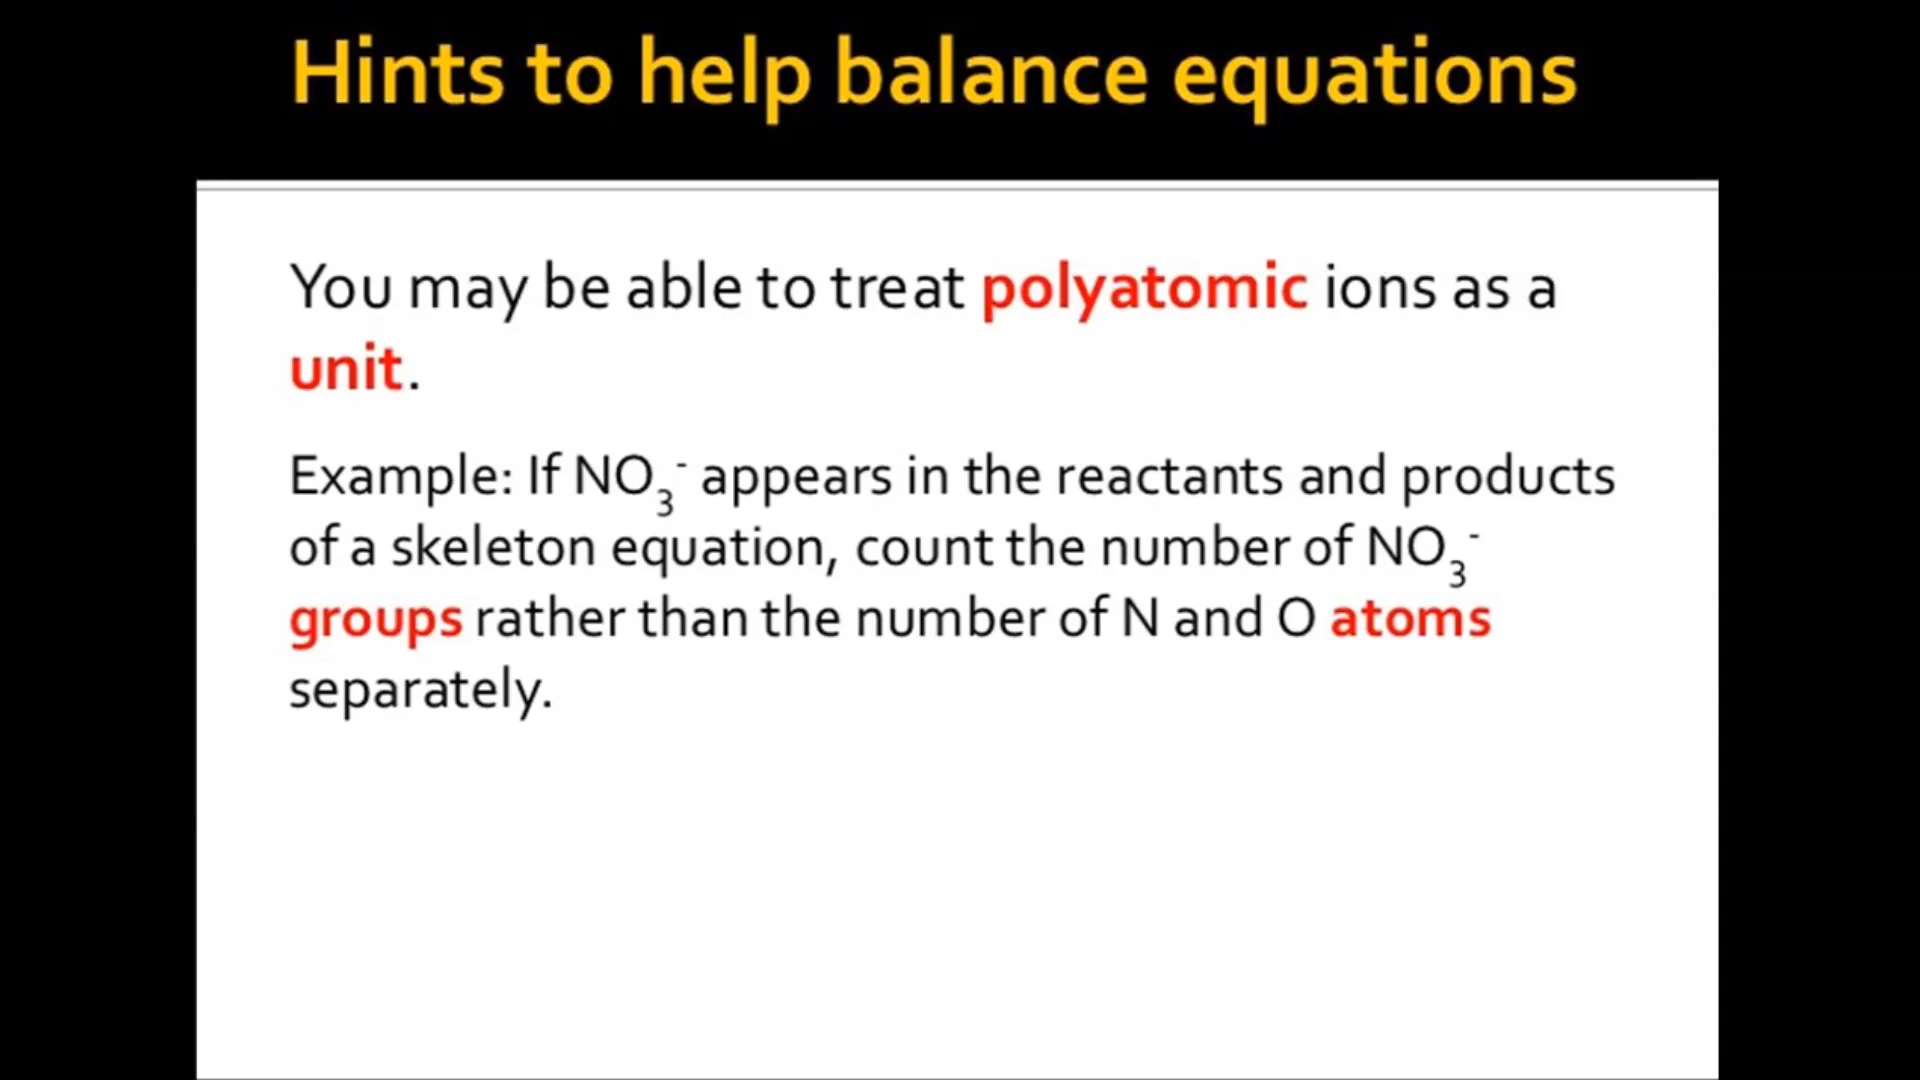 Hints to help balance equations
You may be able to treat polyatomic ions as a
unit.
Example: If NO₃⁻ appears in the reactants and products
of a skeleton equation, count the number of NO₃⁻
groups rather than the number of N and O atoms
separately.